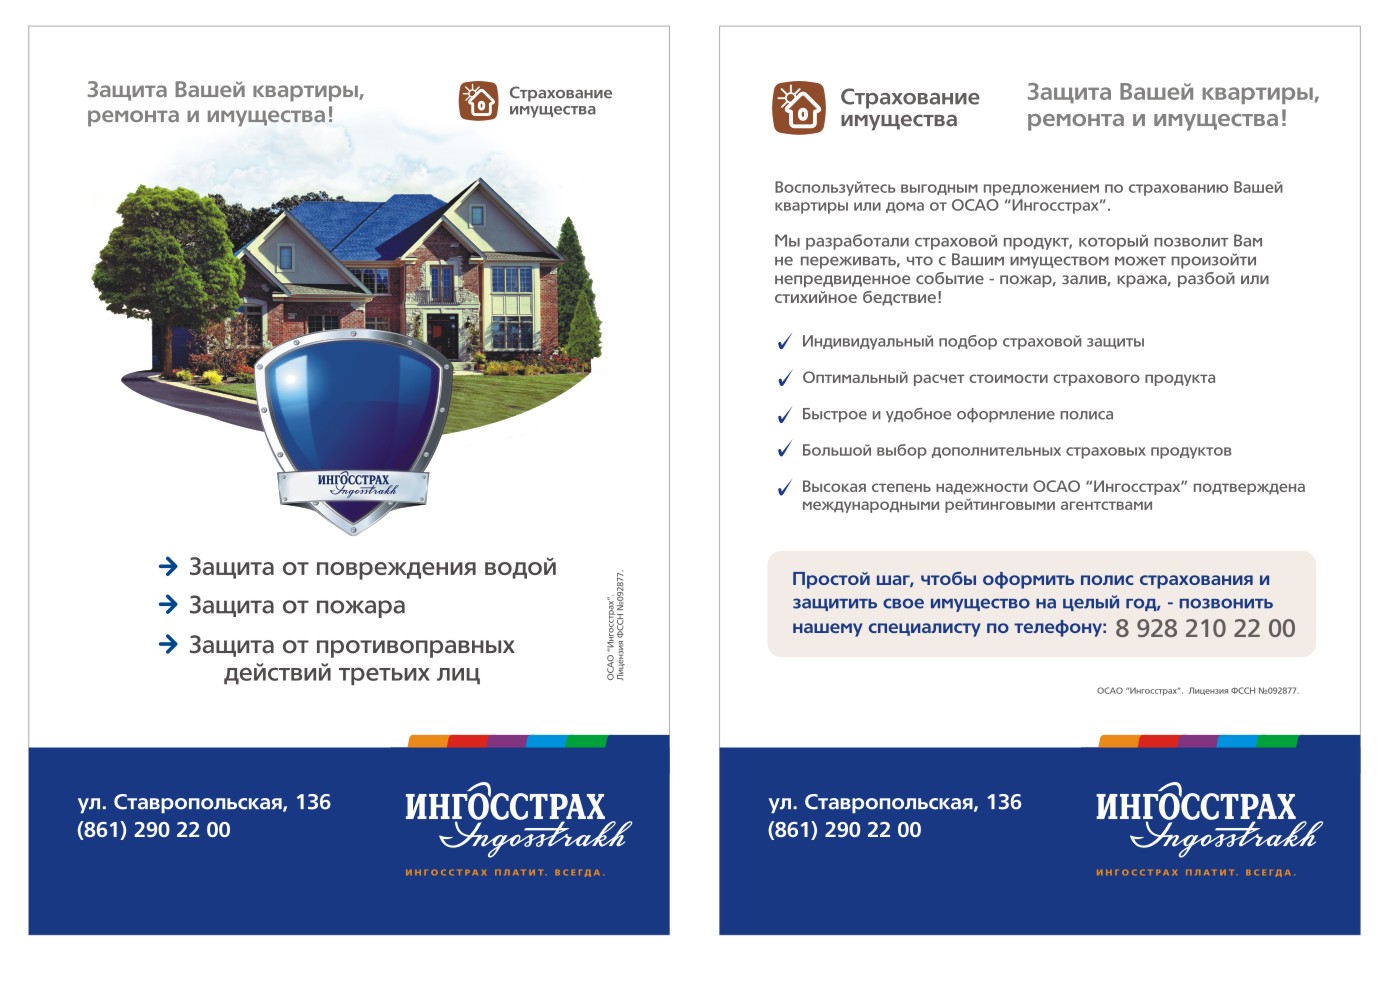 Защита Вашей квартиры,
ремонта и имущества!
Страхование
имущества
ИНГОССТРАХ
Ingosstrakh
Защита от повреждения водой
Защита от пожара
Защита от противоправных
действий третьих лиц
ОСАО “Ингосстрах”.
Лицензия ФССН №092877.
ул. Ставропольская, 136
(861) 290 22 00
ИНГОССТРАХ
Ingosstrakh
ИНГОССТРАХ ПЛАТИТ. ВСЕГДА.
Страхование
имущества
Защита Вашей квартиры,
ремонта и имущества!
Воспользуйтесь выгодным предложением по страхованию Вашей
квартиры или дома от ОСАО “Ингосстрах”.
Мы разработали страховой продукт, который позволит Вам
не переживать, что с Вашим имуществом может произойти
непредвиденное событие - пожар, залив, кража, разбой или
стихийное бедствие!
Индивидуальный подбор страховой защиты
Оптимальный расчет стоимости страхового продукта
Быстрое и удобное оформление полиса
Большой выбор дополнительных страховых продуктов
Высокая степень надежности ОСАО “Ингосстрах” подтверждена
международными рейтинговыми агентствами
Простой шаг, чтобы оформить полис страхования и
защитить свое имущество на целый год, - позвонить
нашему специалисту по телефону: 8 928 210 22 00
ОСАО “Ингосстрах”. Лицензия ФССН №092877.
ул. Ставропольская, 136
(861) 290 22 00
ИНГОССТРАХ
Ingosstrakh
ИНГОССТРАХ ПЛАТИТ. ВСЕГДА.